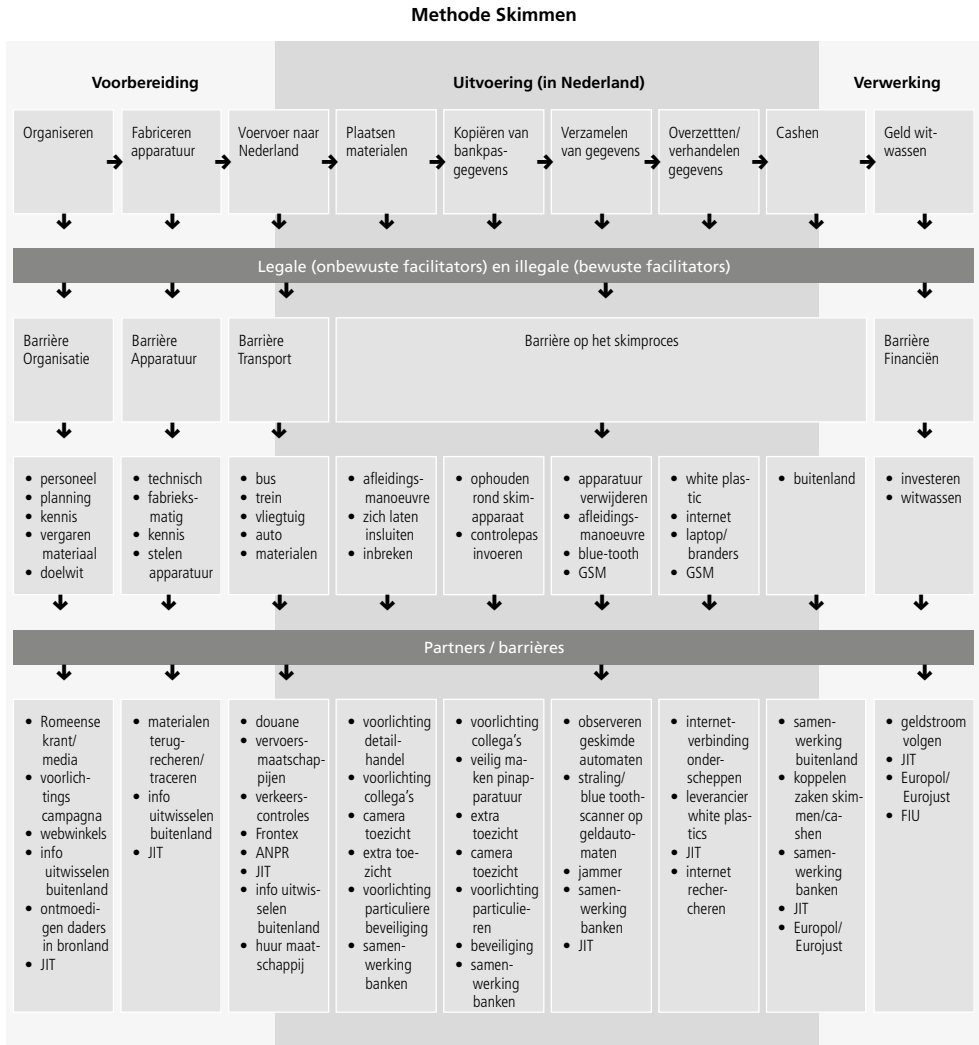 Methode Skimmen
Voorbereiding
Uitvoering (in Nederland)
Verwerking
Organiseren
Fabriceren
apparatuur
Voervoer naar
Nederland
Plaatsen
materialen
Kopiëren van
bankpas-
gegevens
Verzamelen
van gegevens
Overzettten/
verhandelen
gegevens
Cashen
Geld wit-
wassen
Legale (onbewuste facilitators) en illegale (bewuste facilitators)
Barrière
Organisatie
Barrière
Apparatuur
Barrière
Transport
Barrière op het skimproces
Barrière
Financiën
• personeel
• planning
• kennis
• vergaren
materiaal
• doelwit
• technisch
• fabrieks-
matig
• kennis
• stelen
apparatuur
• bus
• trein
• vliegtuig
• auto
• materialen
• afleidings-
manoeuvre
• zich laten
insluiten
• inbreken
• ophouden
rond skim-
apparaat
• controlepas
invoeren
• apparatuur
verwijderen
• afleidings-
manoeuvre
• blue-tooth
• GSM
• white plas-
tic
• internet
• laptop/
branders
• GSM
• buitenland
• investeren
• witwassen
Partners / barrières
• Romeense
krant/
media
• voorlich-
tings
campagna
• webwinkels
• info
uitwisselen
buitenland
• ontmoedi-
gen daders
in bronland
• JIT
• materialen
terug-
recheren/
traceren
• info
uitwisselen
buitenland
• JIT
• douane
• vervoers-
maatschap-
pijen
• verkeers-
controles
• Frontex
• ANPR
• JIT
• info uitwis-
selen
buitenland
• huur maat-
schappij
• voorlichting
detail-
handel
• voorlichting
collega's
• camera
toezicht
• extra toe-
zicht
• voorlichting
particuliere
beveiliging
• samen-
werking
banken
• voorlichting
collega's
• veilig ma-
ken pinap-
paratuur
• extra
toezicht
• camera
toezicht
• voorlichting
particulie-
ren
• beveiliging
• samen-
werking
banken
• observeren
geskimde
automaten
• straling/
blue tooth-
scanner op
geldauto-
maten
• jammer
• samen-
werking
banken
• JIT
• internet-
verbinding
onder-
scheppen
• leverancier
white plas-
tics
• JIT
• internet
recher-
cheren
• samen-
werking
buitenland
• koppelen
zaken skim-
men/ca-
shen
• samen-
werking
banken
• JIT
• Europol/
Eurojust
• geldstroom
volgen
• JIT
• Europol/
Eurojust
• FIU